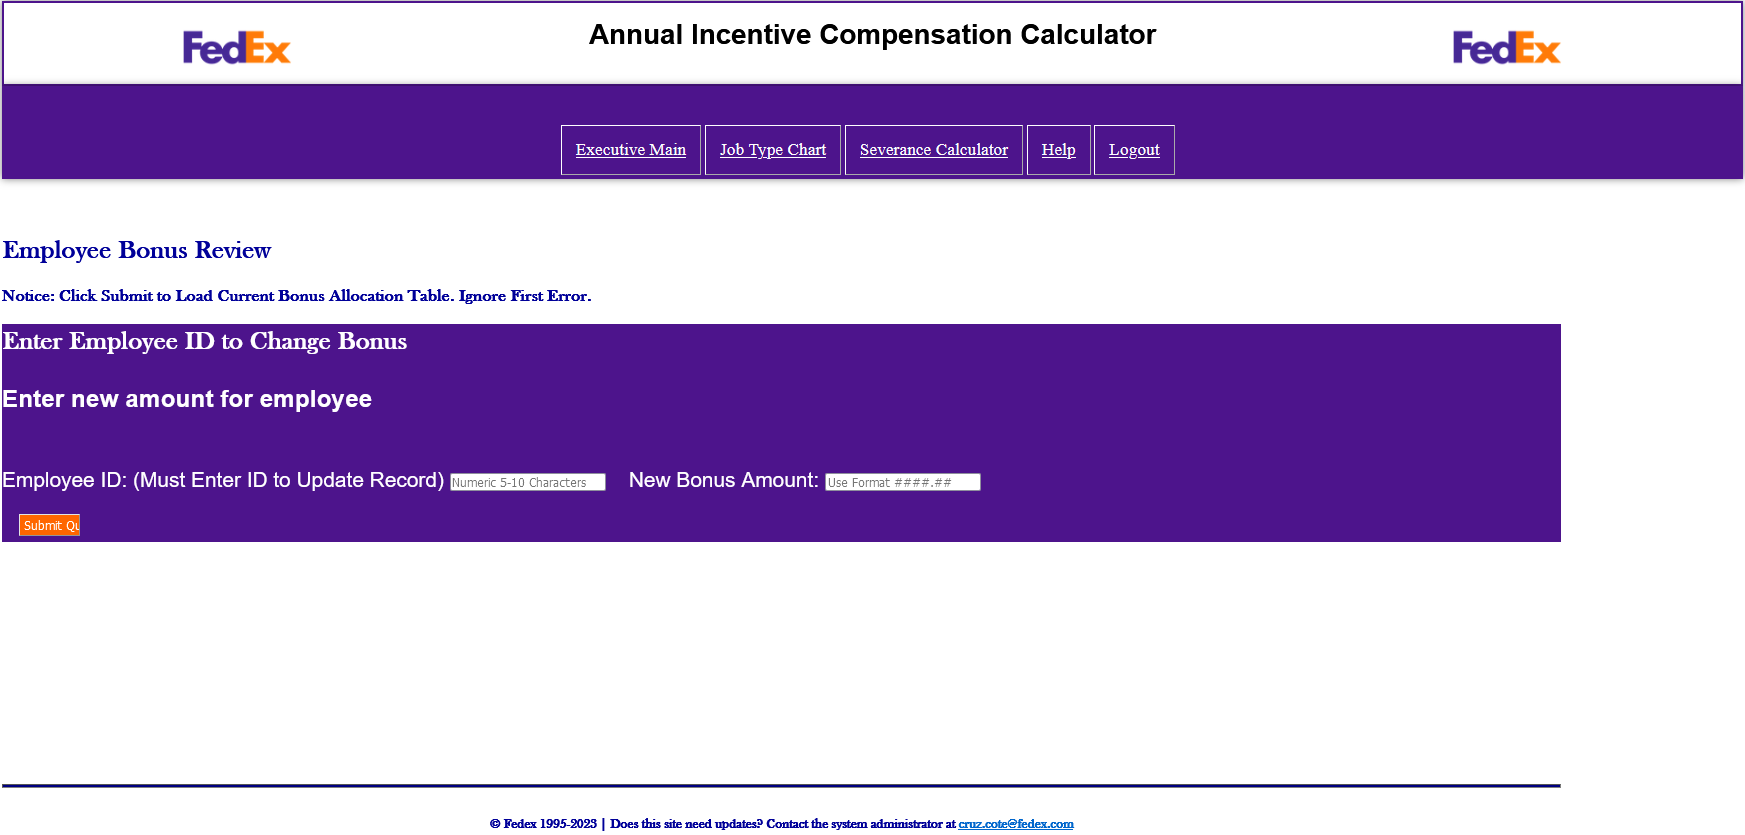 FedEx
Annual Incentive Compensation Calculator
FedEx
Executive Main
Job Type Chart
Severance Calculator
Help
Logout
Employee Bonus Review
Notice: Click Submit to Load Current Bonus Allocation Table. Ignore First Error.
Enter Employee ID to Change Bonus
Enter new amount for employee
Employee ID: (Must Enter ID to Update Record) Numeric 5-10 Characters New Bonus Amount: Use Format ####.##
Submit Qu
© Fedex 1995-2023 | Does this site need updates? Contact the system administrator at cruz.cote@fedex.com